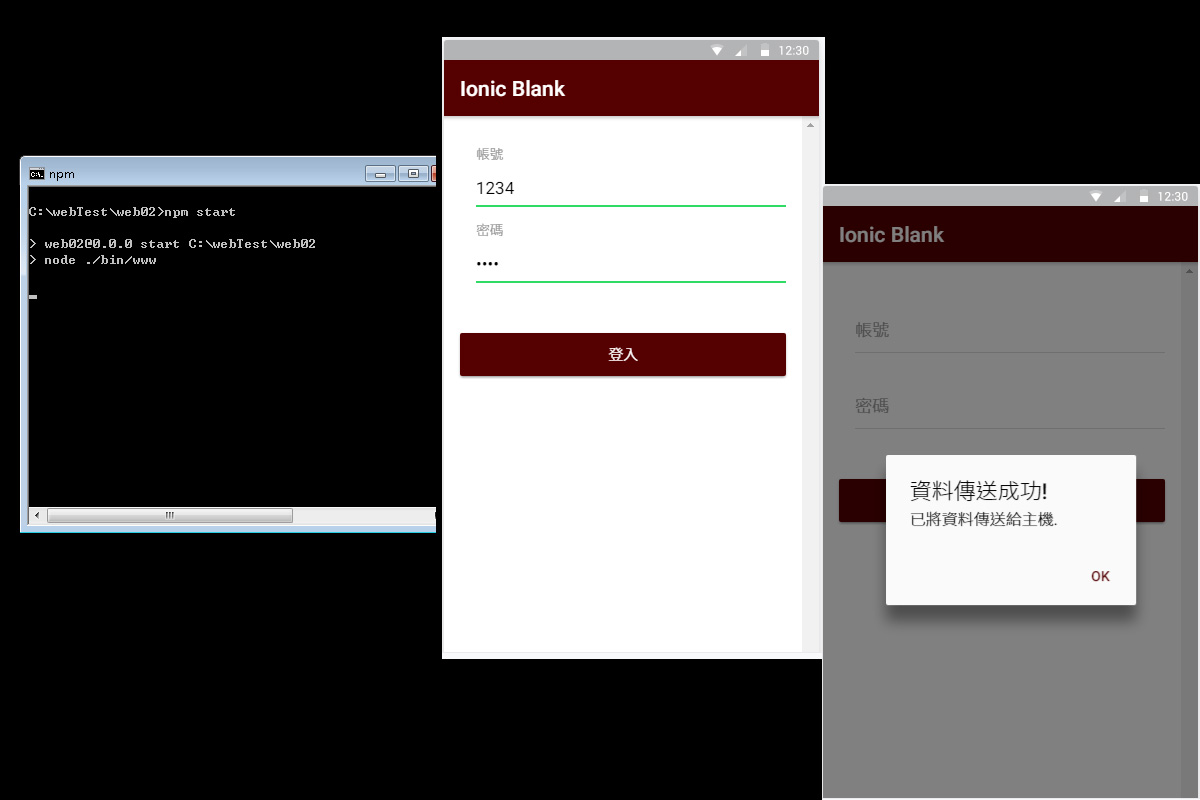 npm
C:\webTest\web02>npm start
> web02@0.0.0 start C:\webTest\web02
> node ./bin/www
12:30
Ionic Blank
帳號
1234
密碼
••••
登入
12:30
Ionic Blank
帳號
密碼
資料傳送成功!
已將資料傳送給主機.
OK